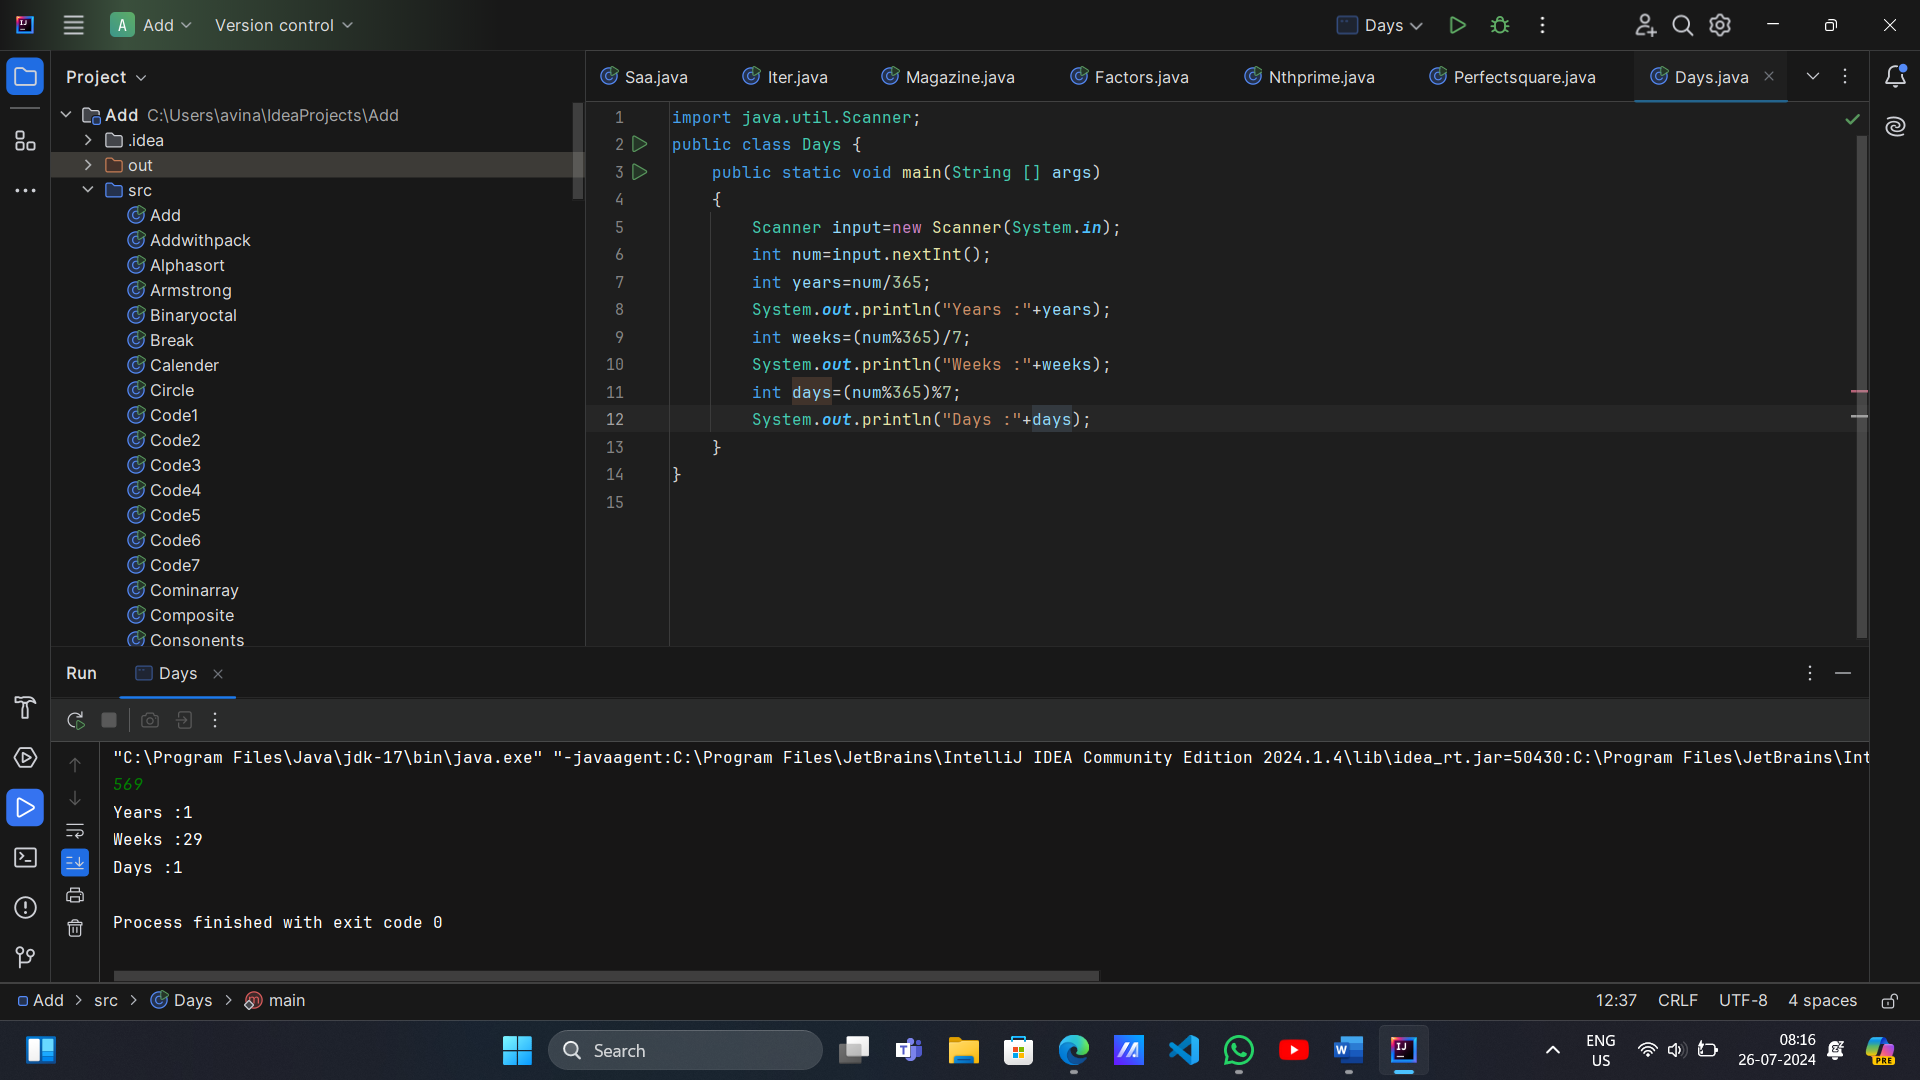 A Add Version control Days
Project
Saa.java Iter.java Magazine.java Factors.java Nthprime.java Perfectsquare.java Days.java
Add C:\Users\avina\IdeaProjects\Add
.idea
out
src
Add
Addwithpack
Alphasort
Armstrong
Binaryoctal
Break
Calender
Circle
Code1
Code2
Code3
Code4
Code5
Code6
Code7
Cominarray
Composite
Consonents
1 import java.util.Scanner;
2 public class Days {
3 public static void main(String [] args)
4 {
5 Scanner input=new Scanner(System.in);
6 int num=input.nextInt();
7 int years=num/365;
8 System.out.println("Years :"+years);
9 int weeks=(num%365)/7;
10 System.out.println("Weeks :"+weeks);
11 int days=(num%365)%7;
12 System.out.println("Days :"+days);
13 }
14 }
15
Run Days
"C:\Program Files\Java\jdk-17\bin\java.exe" "-javaagent:C:\Program Files\JetBrains\IntelliJ IDEA Community Edition 2024.1.4\lib\idea_rt.jar=50430:C:\Program Files\JetBrains\Int
569
Years :1
Weeks :29
Days :1
Process finished with exit code 0
Add > src > Days > main 12:37 CRLF UTF-8 4 spaces
Search
ENG
US
08:16
26-07-2024
PRE